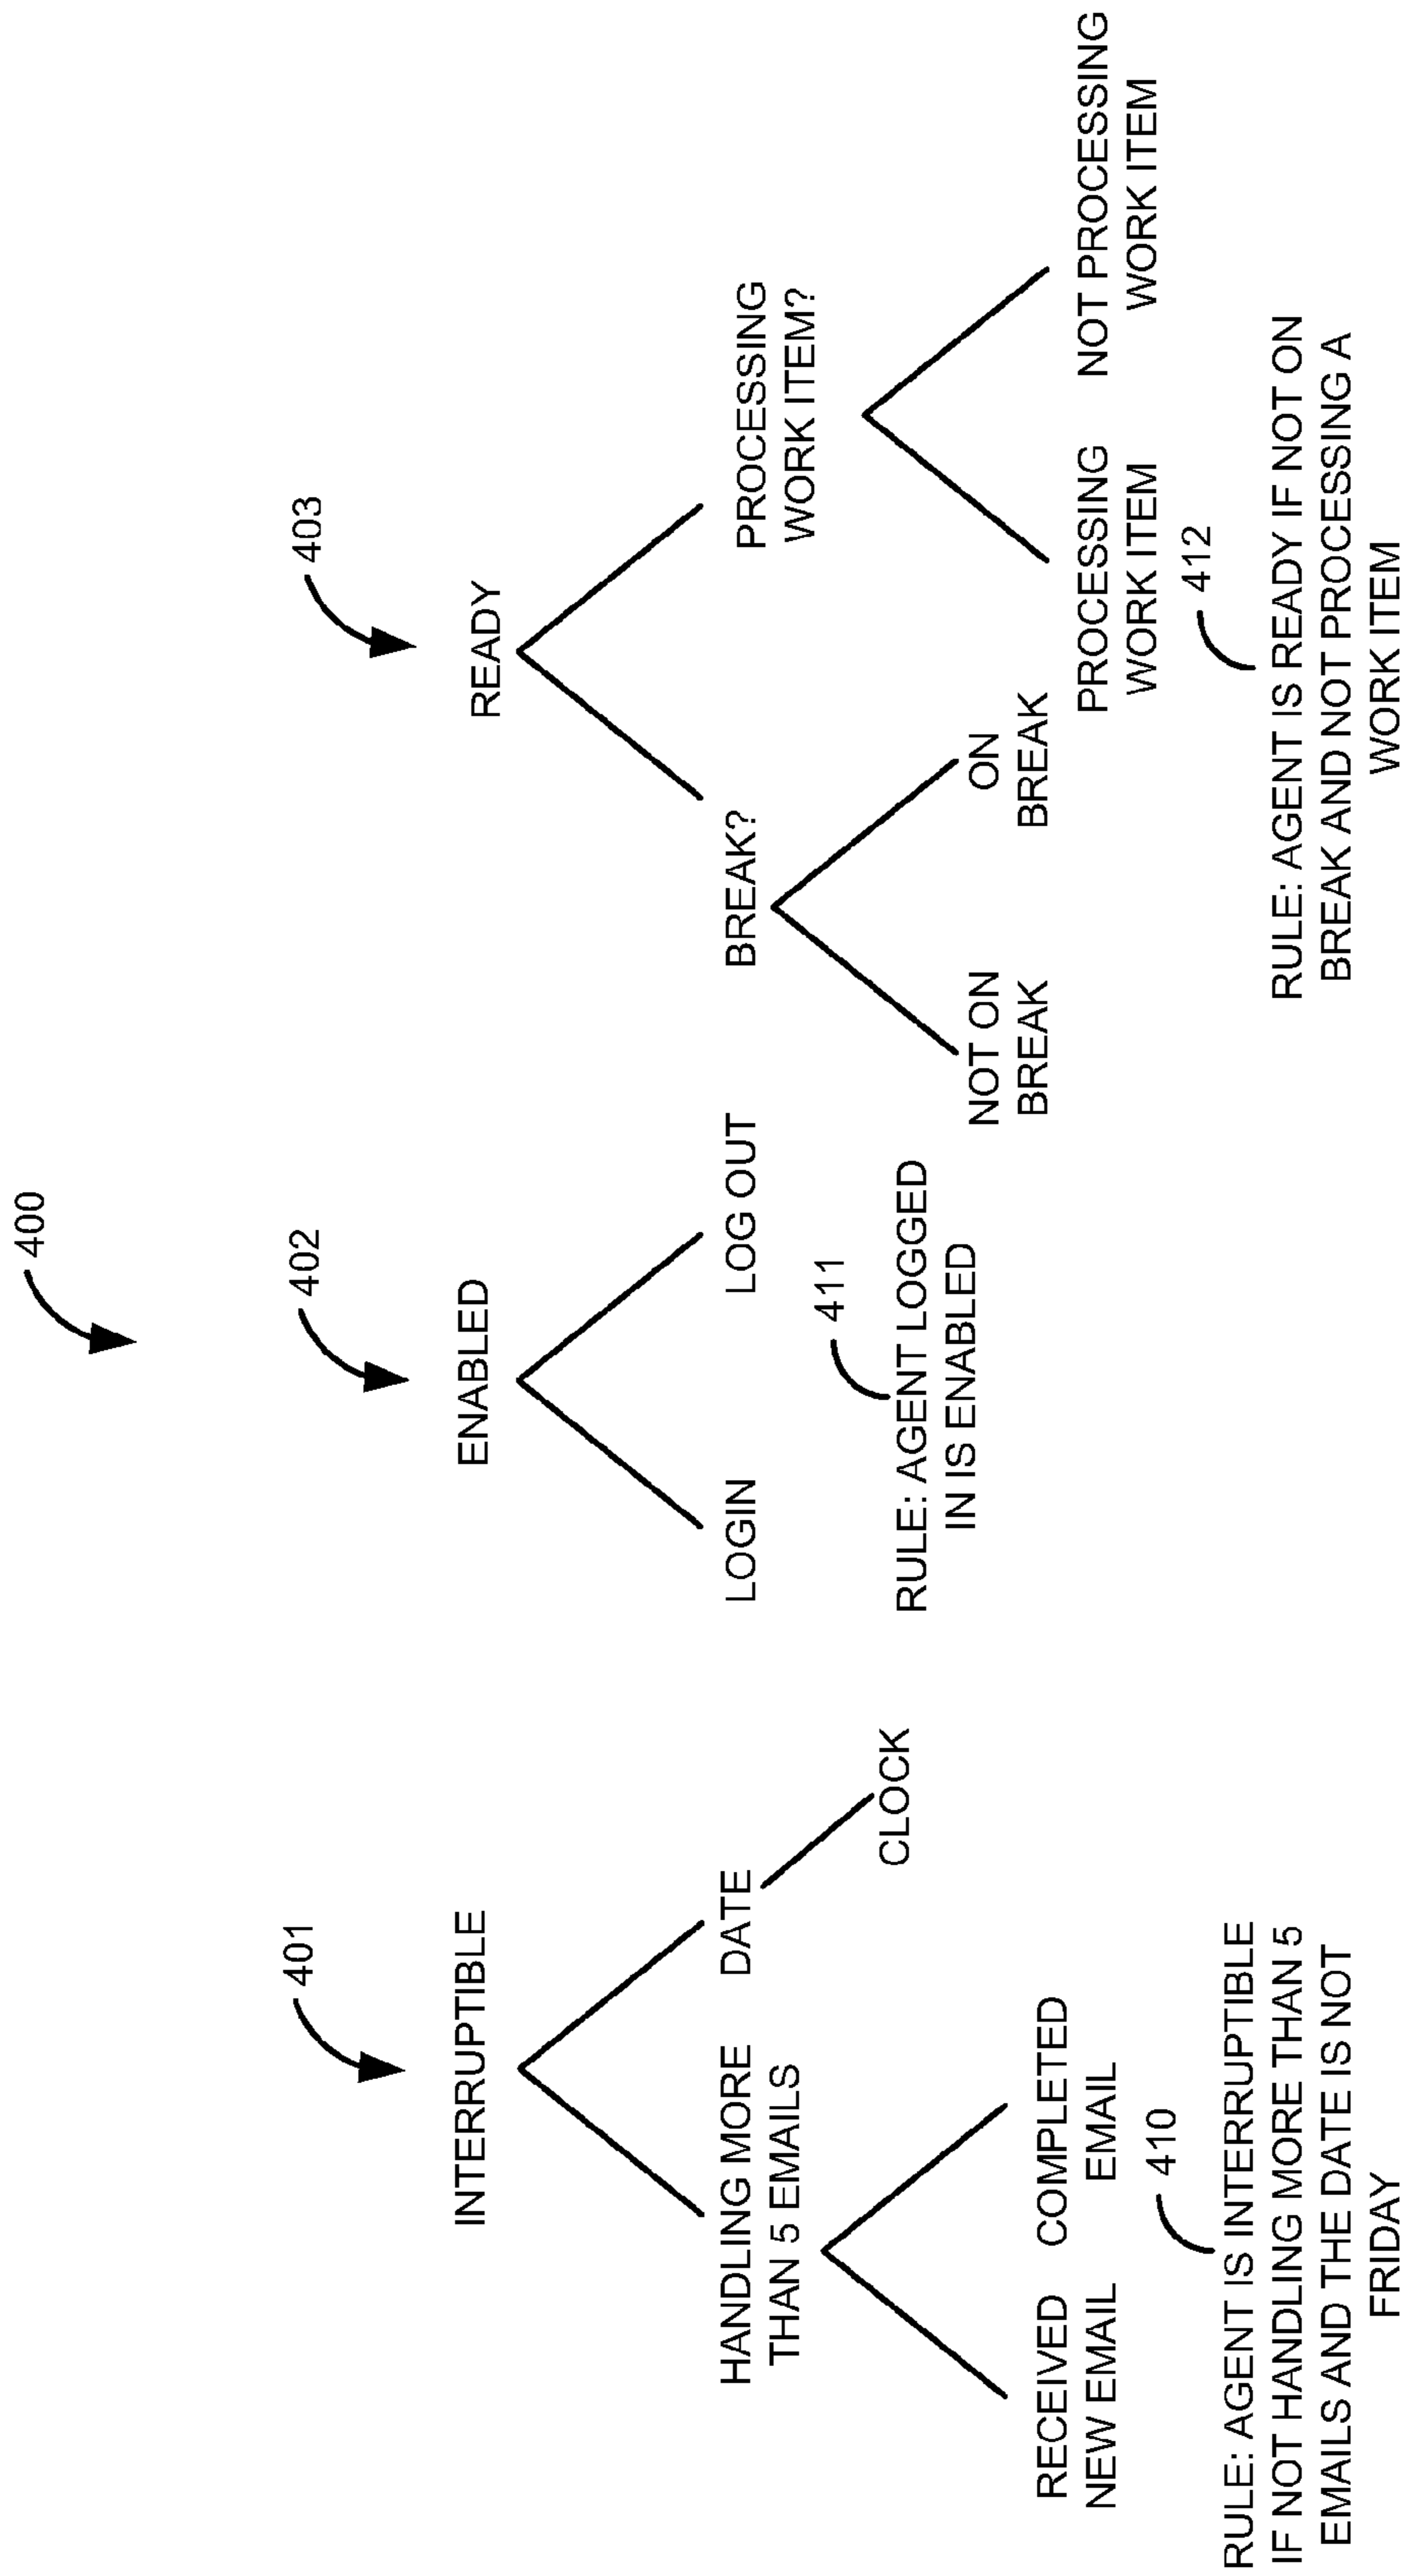 400
401
INTERRUPTIBLE
HANDLING MORE
THAN 5 EMAILS
DATE
CLOCK
RECEIVED
NEW EMAIL
COMPLETED
EMAIL
410
RULE: AGENT IS INTERRUPTIBLE
IF NOT HANDLING MORE THAN 5
EMAILS AND THE DATE IS NOT
FRIDAY
402
ENABLED
LOGIN
LOG OUT
411
RULE: AGENT LOGGED
IN IS ENABLED
403
READY
BREAK?
PROCESSING
WORK ITEM?
NOT ON
BREAK
ON
BREAK
PROCESSING
WORK ITEM
NOT PROCESSING
WORK ITEM
412
RULE: AGENT IS READY IF NOT ON
BREAK AND NOT PROCESSING A
WORK ITEM